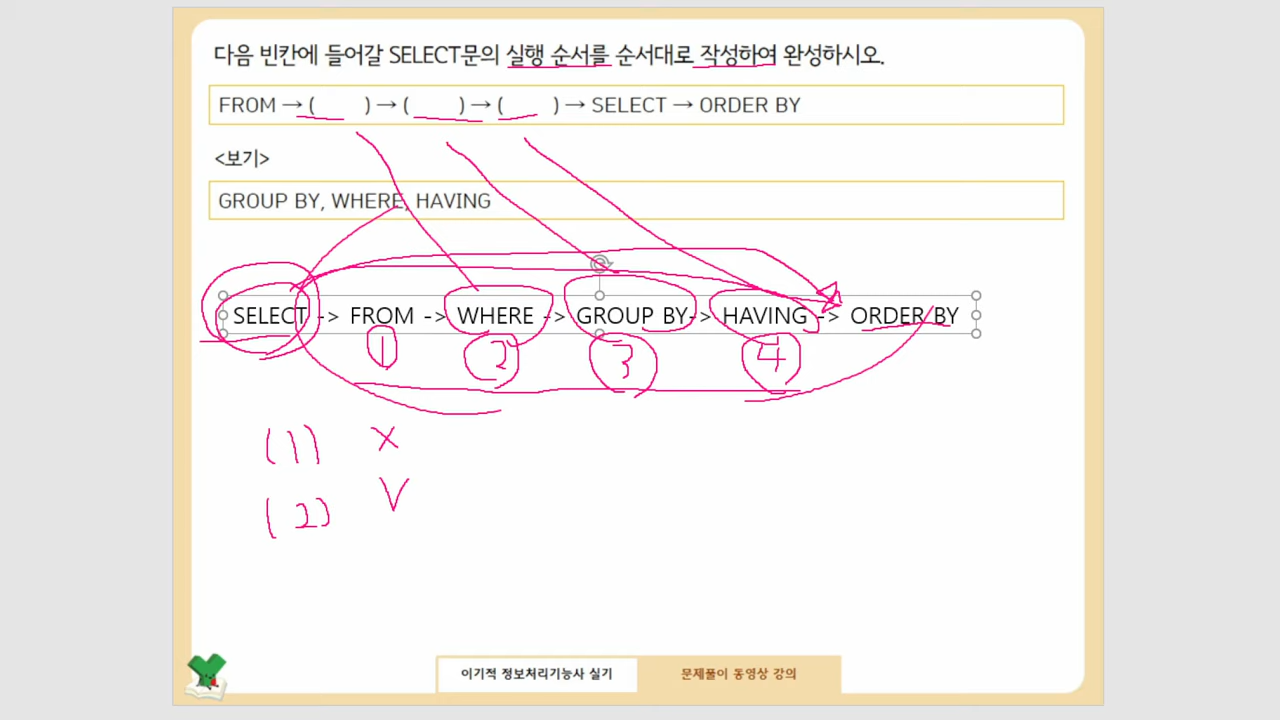 다음 빈칸에 들어갈 SELECT문의 실행 순서를 순서대로 작성하여 완성하시오.
FROM → (      ) → (      ) → (      ) → SELECT → ORDER BY
<보기>
GROUP BY, WHERE, HAVING
SELECT -> FROM -> WHERE -> GROUP BY-> HAVING -> ORDER BY
1 2 3 4
(1) X
(2) V
이기적 정보처리기능사 실기
문제풀이 동영상 강의